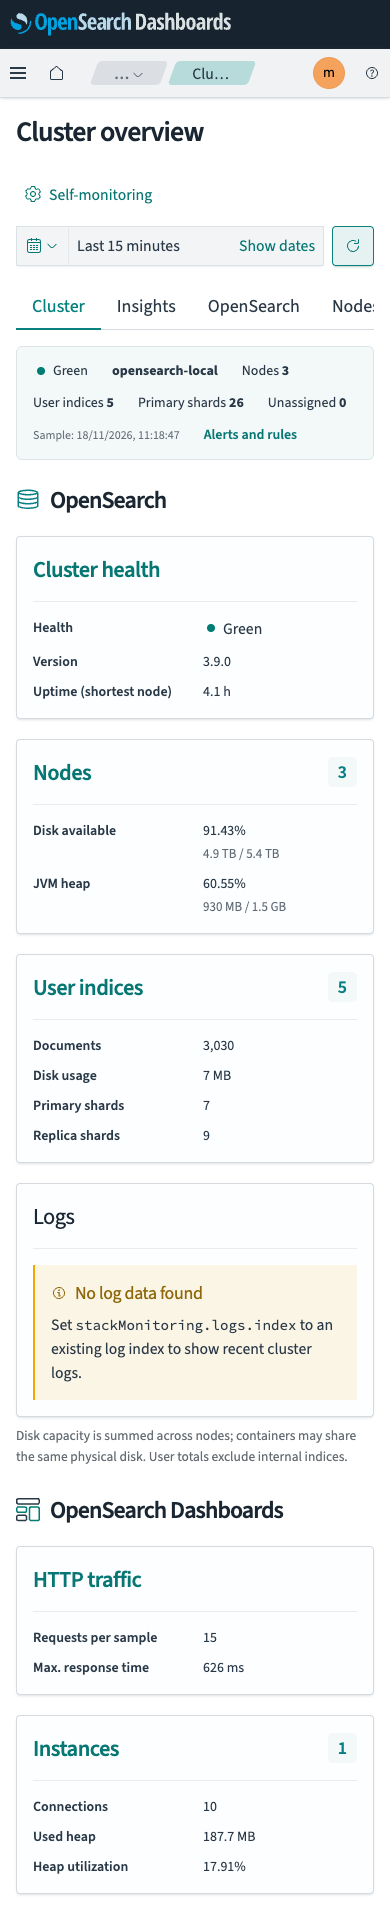 OpenSearch Dashboards
... Clu... m
Cluster overview
Self-monitoring
Last 15 minutes Show dates
Cluster Insights OpenSearch Nodes
Green opensearch-local Nodes 3
User indices 5 Primary shards 26 Unassigned 0
Sample: 18/11/2026, 11:18:47 Alerts and rules
OpenSearch
Cluster health
Health Green
Version 3.9.0
Uptime (shortest node) 4.1 h
Nodes 3
Disk available 91.43%
4.9 TB / 5.4 TB
JVM heap 60.55%
930 MB / 1.5 GB
User indices 5
Documents 3,030
Disk usage 7 MB
Primary shards 7
Replica shards 9
Logs
No log data found
Set stackMonitoring.logs.index to an
existing log index to show recent cluster
logs.
Disk capacity is summed across nodes; containers may share
the same physical disk. User totals exclude internal indices.
OpenSearch Dashboards
HTTP traffic
Requests per sample 15
Max. response time 626 ms
Instances 1
Connections 10
Used heap 187.7 MB
Heap utilization 17.91%